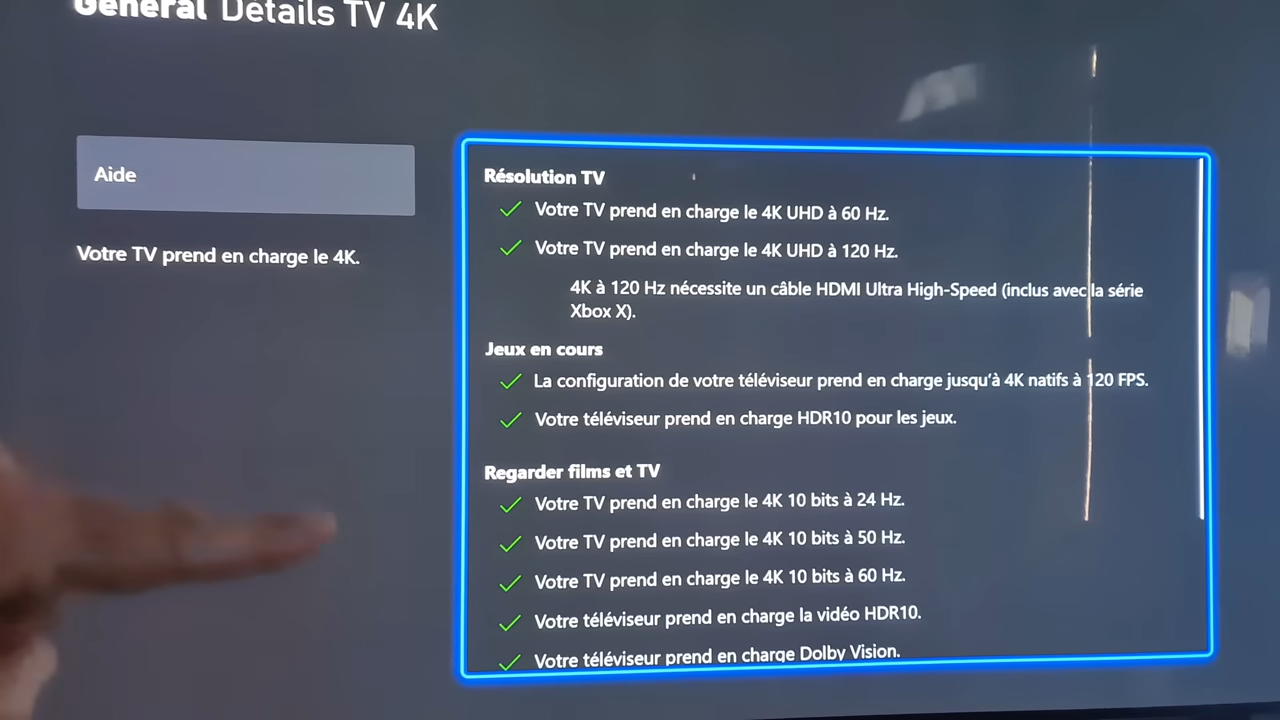 Général Détails TV 4K
Aide
Votre TV prend en charge le 4K.
Résolution TV
Votre TV prend en charge le 4K UHD à 60 Hz.
Votre TV prend en charge le 4K UHD à 120 Hz.
4K à 120 Hz nécessite un câble HDMI Ultra High-Speed (inclus avec la série
Xbox X).
Jeux en cours
La configuration de votre téléviseur prend en charge jusqu'à 4K natifs à 120 FPS.
Votre téléviseur prend en charge HDR10 pour les jeux.
Regarder films et TV
Votre TV prend en charge le 4K 10 bits à 24 Hz.
Votre TV prend en charge le 4K 10 bits à 50 Hz.
Votre TV prend en charge le 4K 10 bits à 60 Hz.
Votre téléviseur prend en charge la vidéo HDR10.
Votre téléviseur prend en charge Dolby Vision.